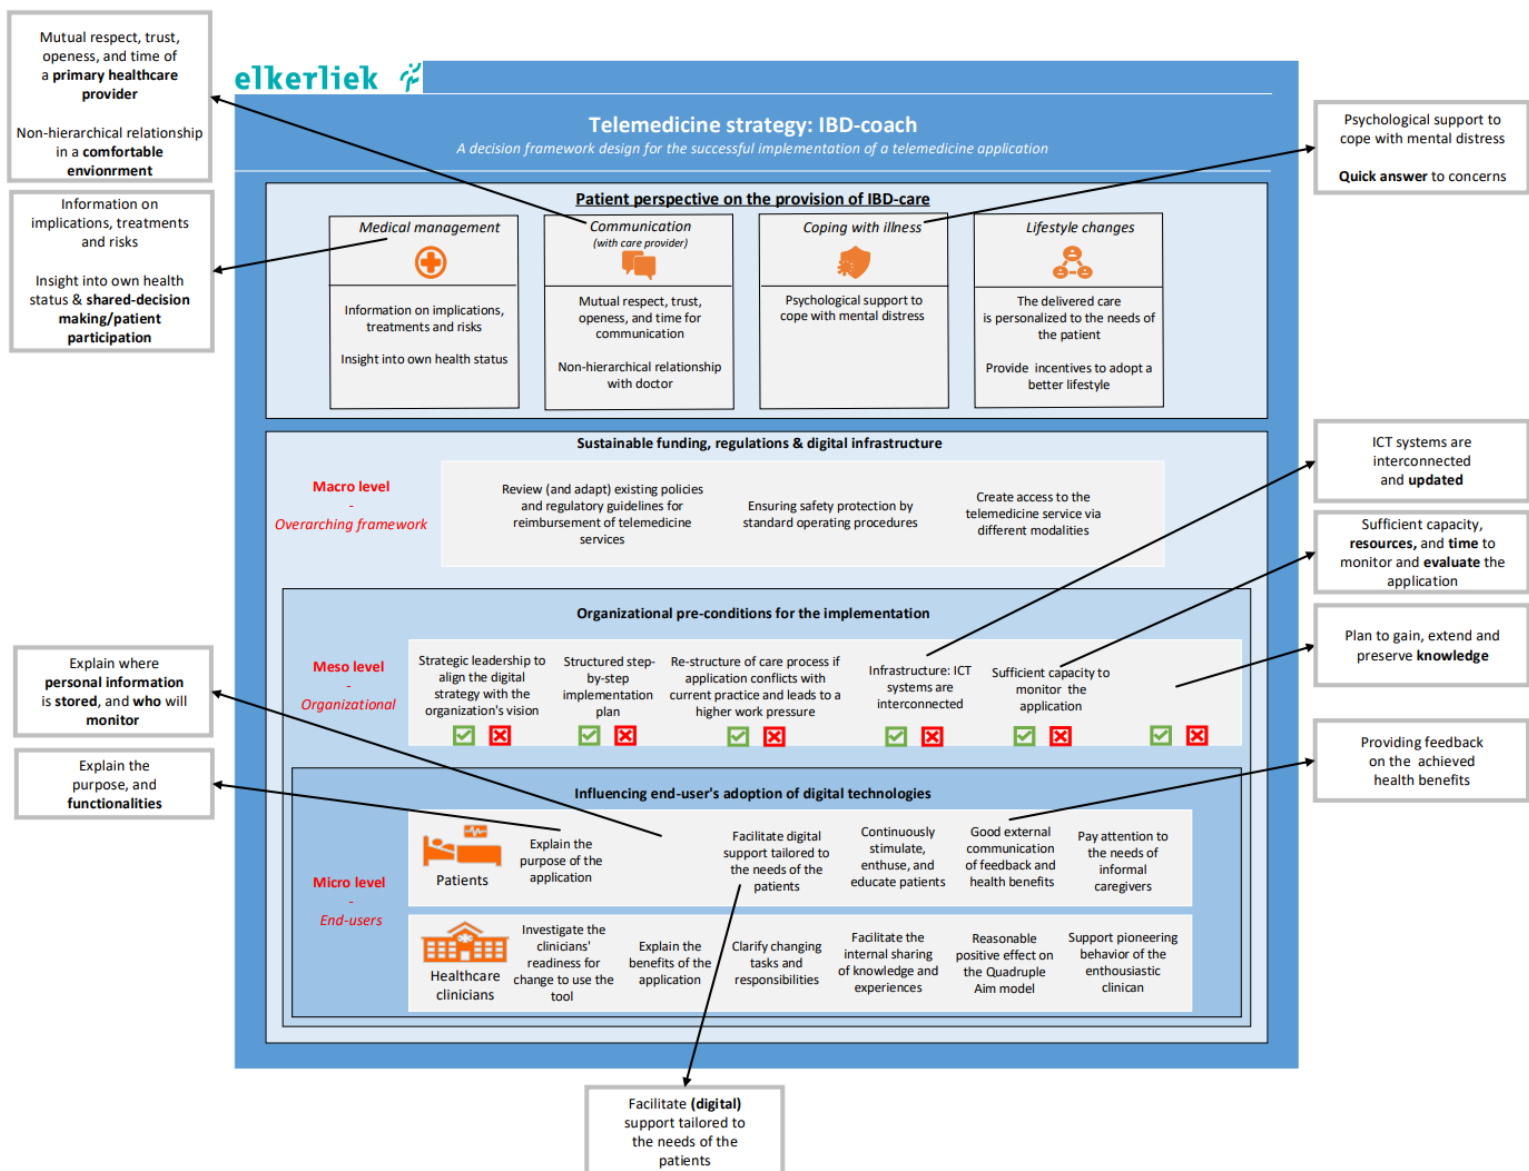 Mutual respect, trust,
openess, and time of
a primary healthcare
provider
Non-hierarchical relationship
in a comfortable
envionrment
Information on
implications, treatments
and risks
Insight into own health
status & shared-decision
making/patient
participation
elkerliek
Telemedicine strategy: IBD-coach
A decision framework design for the successful implementation of a telemedicine application
Psychological support to
cope with mental distress
Quick answer to concerns
Patient perspective on the provision of IBD-care
Medical management
Information on implications,
treatments and risks
Insight into own health status
Communication
(with care provider)
Mutual respect, trust,
openess, and time for
communication
Non-hierarchical relationship
with doctor
Coping with illness
Psychological support to
cope with mental distress
Lifestyle changes
The delivered care
is personalized to the needs of
the patient
Provide incentives to adopt a
better lifestyle
Sustainable funding, regulations & digital infrastructure
Macro level
-
Overarching framework
Review (and adapt) existing policies
and regulatory guidelines for
reimbursement of telemedicine
services
Ensuring safety protection by
standard operating procedures
Create access to the
telemedicine service via
different modalities
ICT systems are
interconnected
and updated
Sufficient capacity,
resources, and time to
monitor and evaluate the
application
Plan to gain, extend and
preserve knowledge
Organizational pre-conditions for the implementation
Meso level
-
Organizational
Strategic leadership to
align the digital
strategy with the
organization's vision
Structured step-
by-step
implementation
plan
Re-structure of care process if
application conflicts with
current practice and leads to a
higher work pressure
Infrastructure: ICT
systems are
interconnected
Sufficient capacity to
monitor the
application
Explain where
personal information
is stored, and who will
monitor
Explain the
purpose, and
functionalities
Providing feedback
on the achieved
health benefits
Influencing end-user's adoption of digital technologies
Micro level
-
End-users
Patients
Explain the
purpose of the
application
Facilitate digital
support tailored to
the needs of the
patients
Continuously
stimulate,
enthuse, and
educate patients
Good external
communication
of feedback and
health benefits
Pay attention to
the needs of
informal
caregivers
Healthcare
clinicians
Investigate the
clinicians'
readiness for
change to use the
tool
Explain the
benefits of the
application
Clarify changing
tasks and
responsibilities
Facilitate the
internal sharing
of knowledge and
experiences
Reasonable
positive effect on
the Quadruple
Aim model
Support pioneering
behavior of the
enthousiastic
clinican
Facilitate (digital)
support tailored to
the needs of the
patients